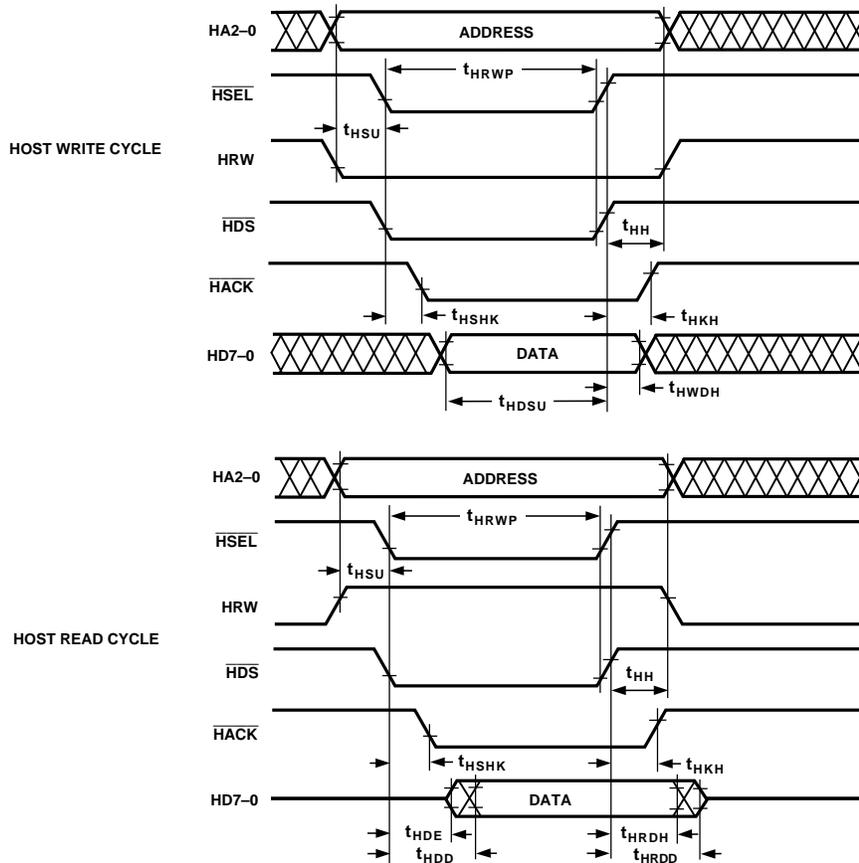 HA2–0 ADDRESS
tHRWP
HSEL
tHSU
HOST WRITE CYCLE
HRW
HDS
tHH
HACK
tHSHK tHKH
HD7–0 DATA
tHWDH
tHDSU
HA2–0 ADDRESS
tHRWP
HSEL
tHSU
HRW
HOST READ CYCLE
HDS
tHH
HACK
tHSHK tHKH
HD7–0 DATA
tHDE tHRDH
tHDD tHRDD